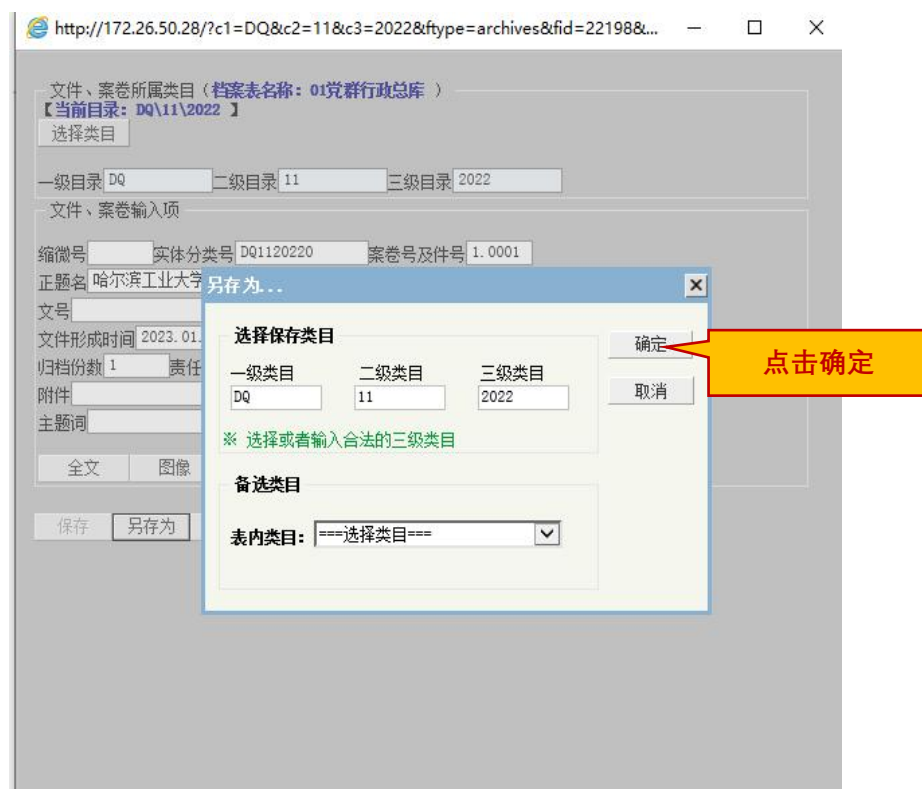 http://172.26.50.28/?c1=DQ&c2=11&c3=2022&ftype=archives&fid=22198&...
文件、案卷所属类目（档案表名称：01党群行政总库 ）
【当前目录：DQ\11\2022 】
选择类目
一级目录 DQ 二级目录 11 三级目录 2022
文件、案卷输入项
缩微号 实体分类号 DQ1120220 案卷号及件号 1.0001
正题名 哈尔滨工业大学
文号
文件形成时间 2023.01.
归档份数 1 责任
附件
主题词
全文 图像
保存 另存为
另存为...
选择保存类目
一级类目 二级类目 三级类目
DQ 11 2022
※ 选择或者输入合法的三级类目
备选类目
表内类目： ===选择类目===
确定
取消
点击确定